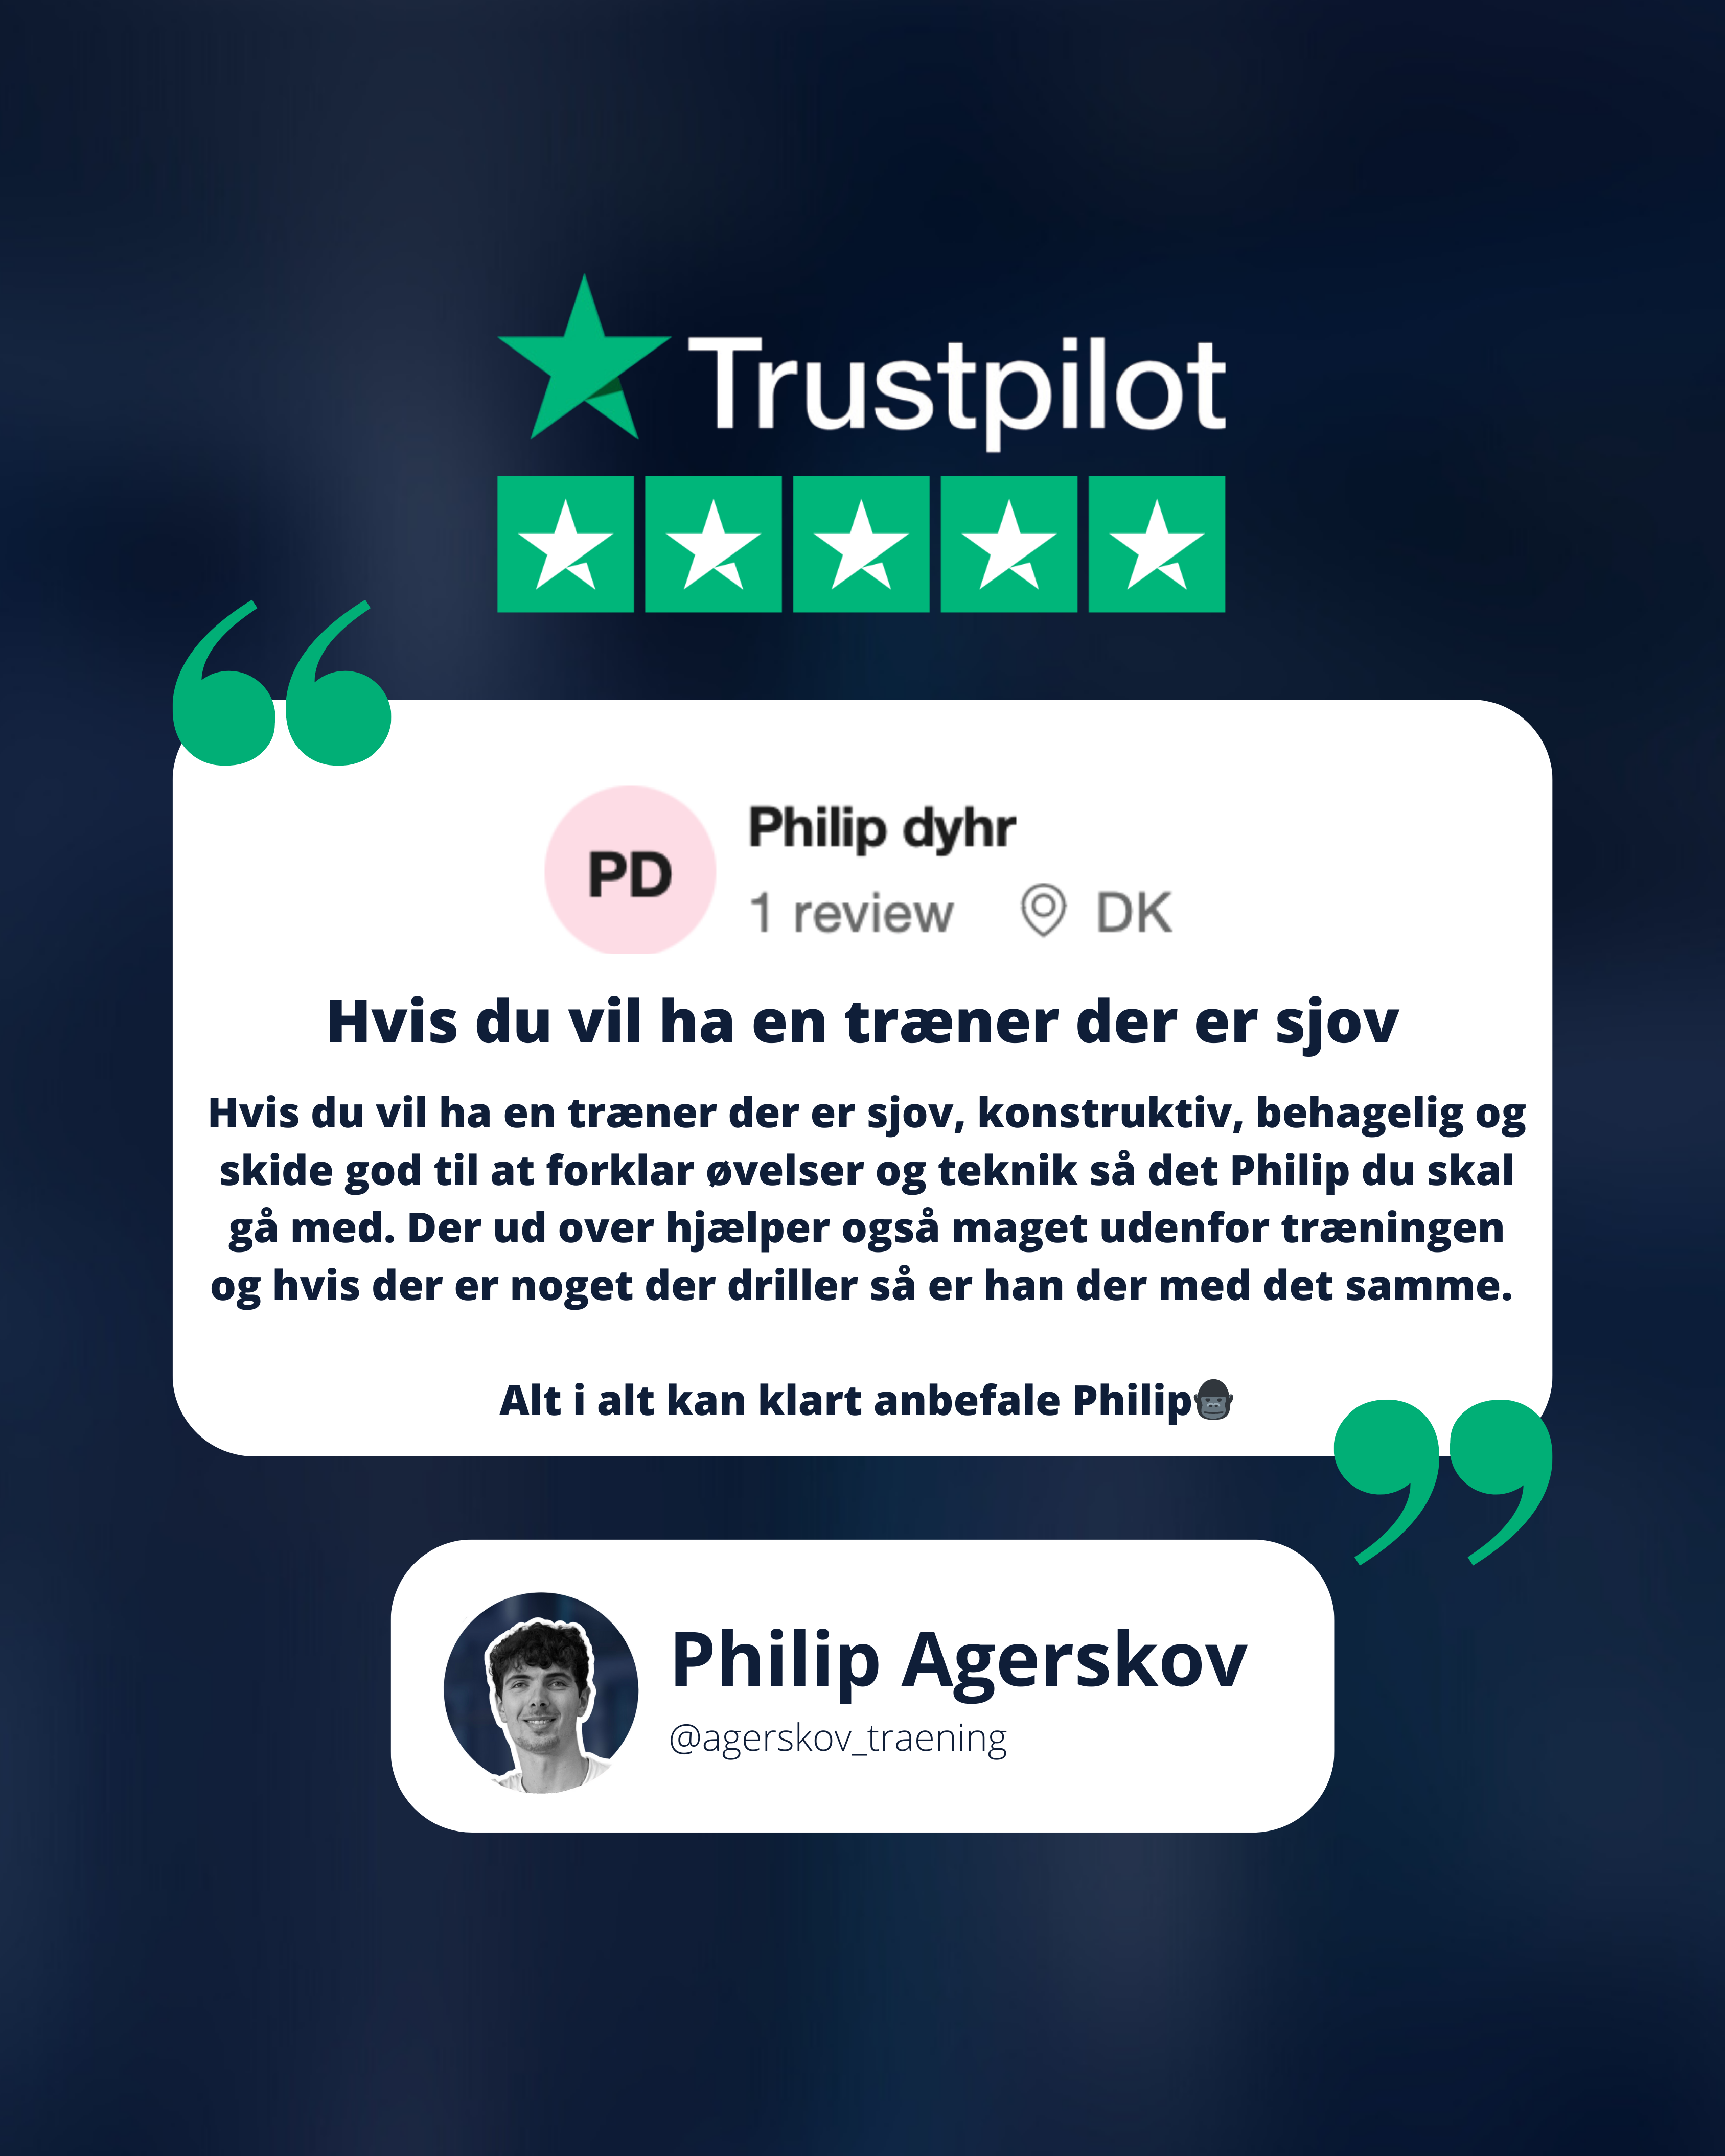 Trustpilot
“
PD
Philip dyhr
1 review DK
Hvis du vil ha en træner der er sjov
Hvis du vil ha en træner der er sjov, konstruktiv, behagelig og
skide god til at forklar øvelser og teknik så det Philip du skal
gå med. Der ud over hjælper også maget udenfor træningen
og hvis der er noget der driller så er han der med det samme.
Alt i alt kan klart anbefale Philip🦍
”
Philip Agerskov
@agerskov_traening